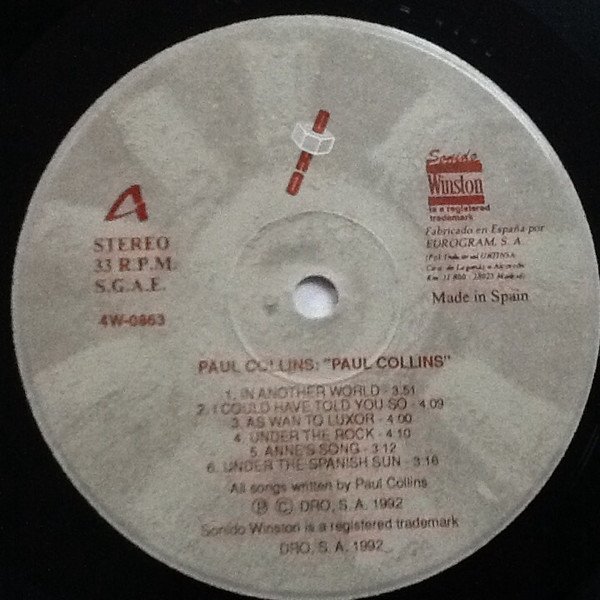 DRO
A
STEREO
33 R.P.M.
S.G.A.E.
4W-0863
Sonido
Winston
is a registered
trademark
Fabricado en España por
EUROGRAM, S. A.
Made in Spain
PAUL COLLINS: "PAUL COLLINS"
1. IN ANOTHER WORLD - 3:51
2. I COULD HAVE TOLD YOU SO - 4:09
3. AS WAN TO LUXOR - 4:00
4. UNDER THE ROCK - 4:10
5. ANNE'S SONG - 3:12
6. UNDER THE SPANISH SUN - 3:16
All songs written by Paul Collins
Ⓟ Ⓒ DRO, S. A. 1992
Sonido Winston is a registered trademark
DRO, S. A. 1992